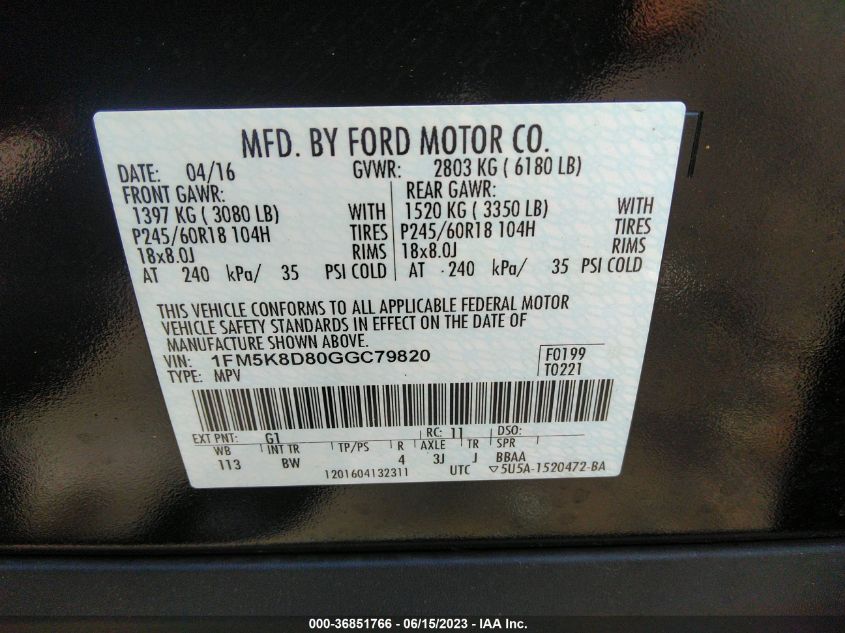 MFD. BY FORD MOTOR CO.
DATE: 04/16 GVWR: 2803 KG ( 6180 LB)
FRONT GAWR: REAR GAWR:
1397 KG ( 3080 LB) WITH 1520 KG ( 3350 LB) WITH
P245/60R18 104H TIRES P245/60R18 104H TIRES
18x8.0J RIMS 18x8.0J RIMS
AT 240 kPa/ 35 PSI COLD AT 240 kPa/ 35 PSI COLD
THIS VEHICLE CONFORMS TO ALL APPLICABLE FEDERAL MOTOR
VEHICLE SAFETY STANDARDS IN EFFECT ON THE DATE OF
MANUFACTURE SHOWN ABOVE.
VIN: 1FM5K8D80GGC79820 F0199
TYPE: MPV T0221
EXT PNT: G1 RC: 11 DSO:
WB INT TR TP/PS R AXLE TR SPR
113 BW 4 3J J BBAA
1201604132311 UTC ▽5U5A-1520472-BA
000-36851766 - 06/15/2023 - IAA Inc.